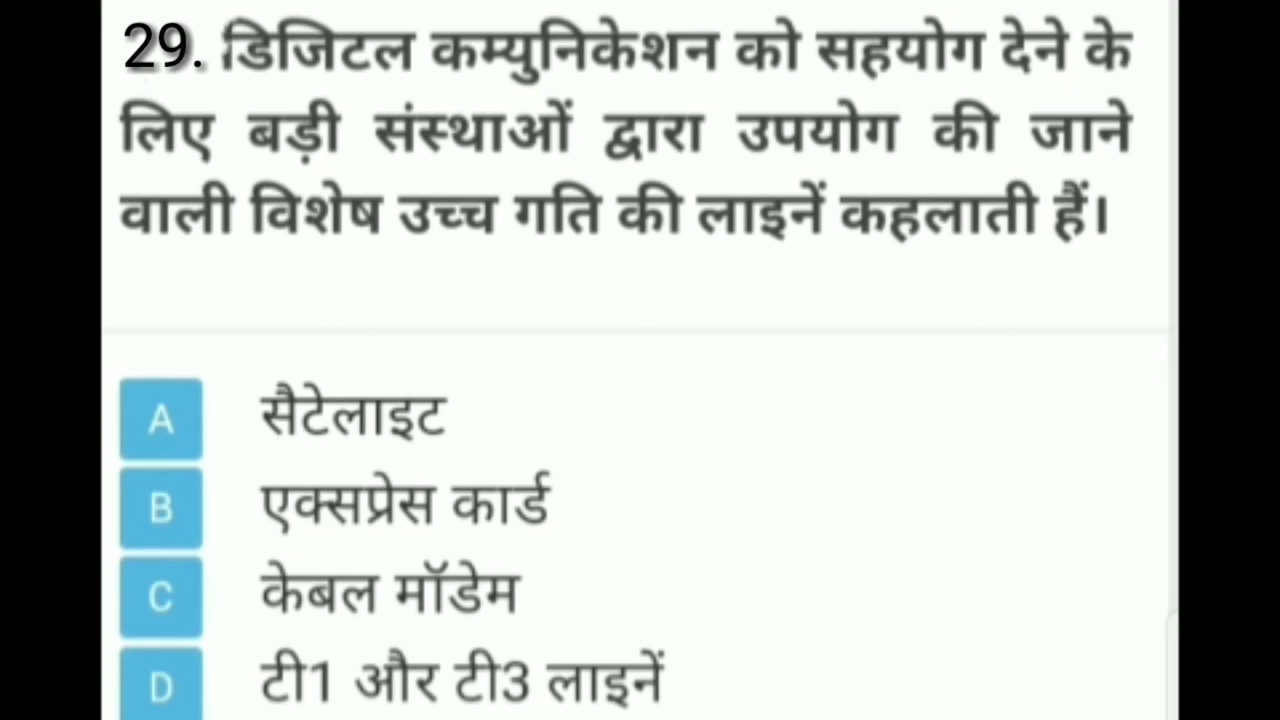 29. डिजिटल कम्युनिकेशन को सहयोग देने के
लिए बड़ी संस्थाओं द्वारा उपयोग की जाने
वाली विशेष उच्च गति की लाइनें कहलाती हैं।
A सैटेलाइट
B एक्सप्रेस कार्ड
C केबल मॉडेम
D टी1 और टी3 लाइनें